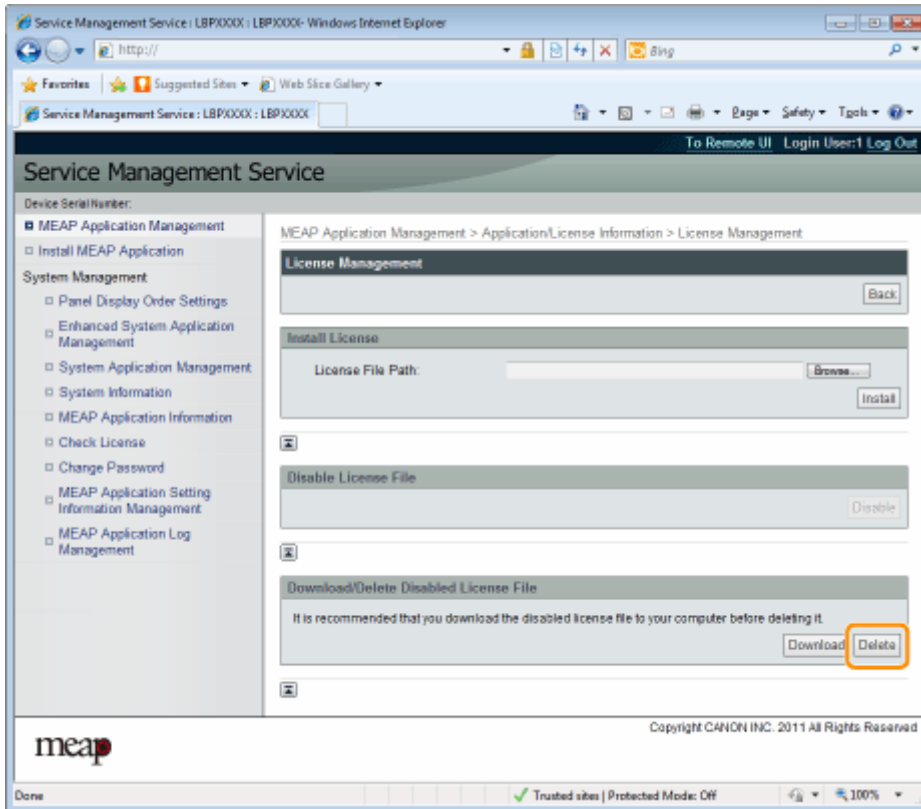 Service Management Service : LBPXXXX : LBPXXXX- Windows Internet Explorer
http://
Bing
Favorites Suggested Sites Web Slice Gallery
Service Management Service : LBPXXXX : LBPXXXX
Page Safety Tools
To Remote UI Login User:1 Log Out
Service Management Service
Device Serial Number:
MEAP Application Management
Install MEAP Application
System Management
Panel Display Order Settings
Enhanced System Application
Management
System Application Management
System Information
MEAP Application Information
Check License
Change Password
MEAP Application Setting
Information Management
MEAP Application Log
Management
MEAP Application Management > Application/License Information > License Management
License Management
Back
Install License
License File Path:
Browse...
Install
Disable License File
Disable
Download/Delete Disabled License File
It is recommended that you download the disabled license file to your computer before deleting it.
Download Delete
meap
Copyright CANON INC. 2011 All Rights Reserved
Done
Trusted sites | Protected Mode: Off
100%